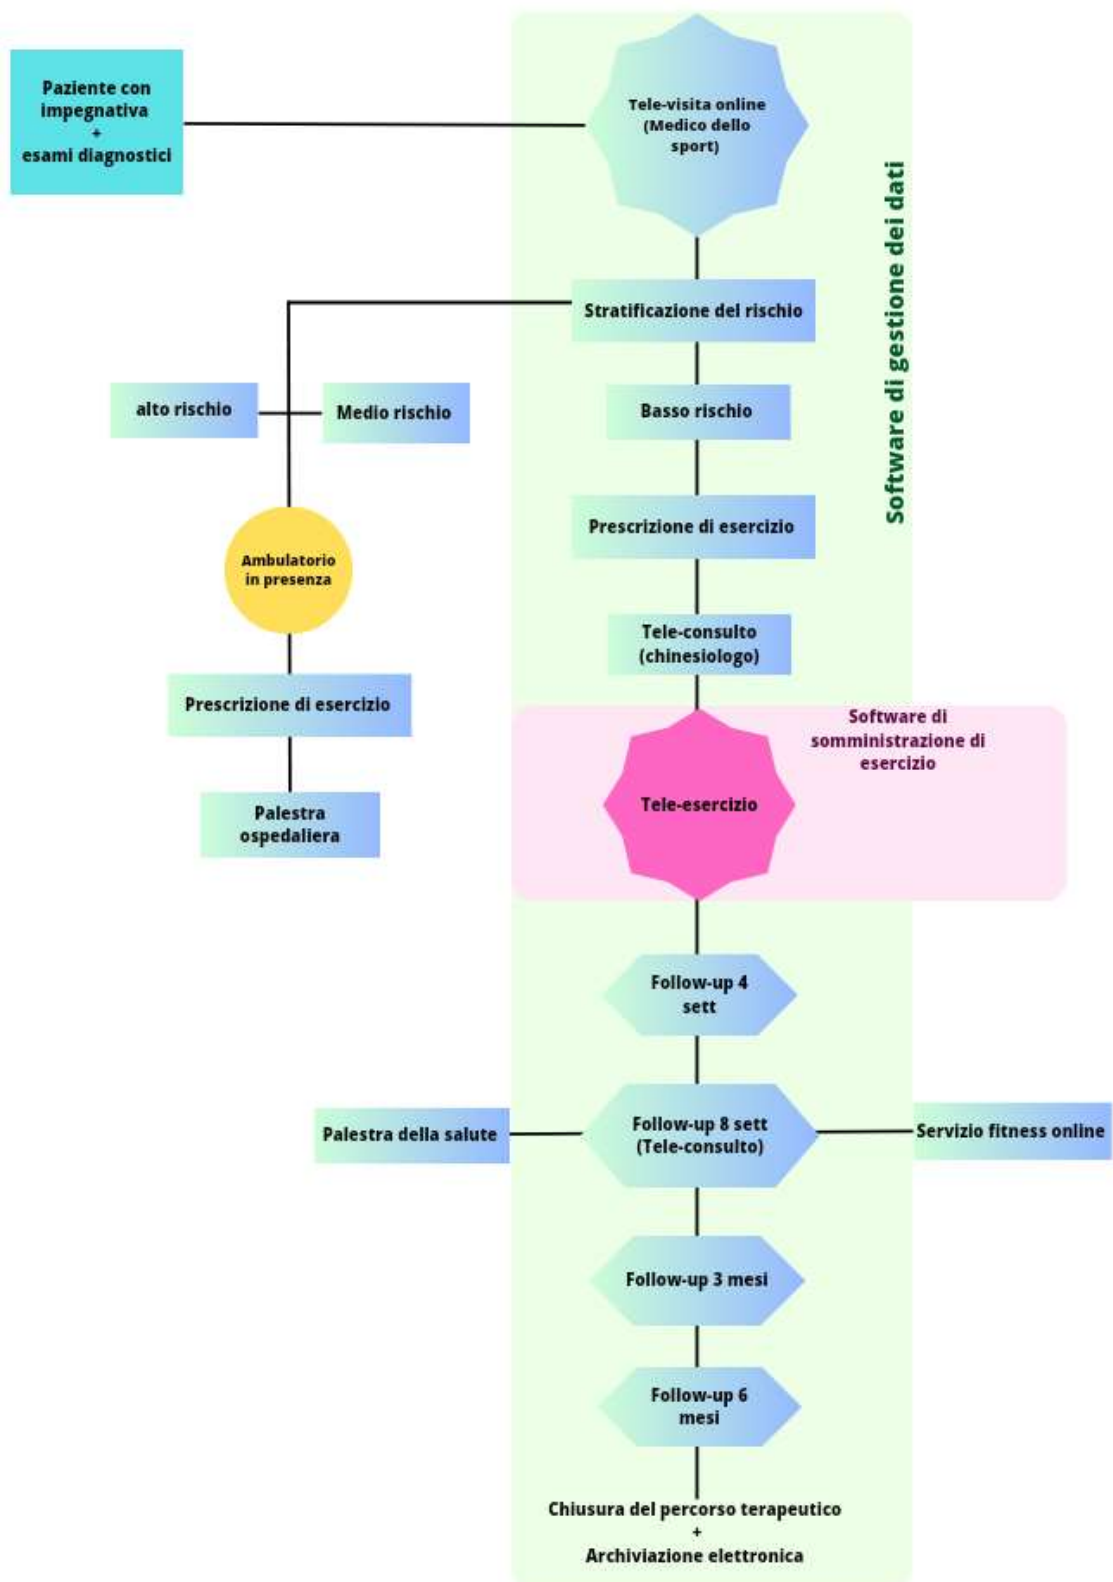 Paziente con
impegnativa
+
esami diagnostici
Tele-visita online
(Medico dello
sport)
Software di gestione dei dati
Stratificazione del rischio
alto rischio
Medio rischio
Basso rischio
Ambulatorio
in presenza
Prescrizione di esercizio
Tele-consulto
(chinesiologo)
Prescrizione di esercizio
Palestra
ospedaliera
Software di
somministrazione di
esercizio
Tele-esercizio
Follow-up 4
sett
Palestra della salute
Follow-up 8 sett
(Tele-consulto)
Servizio fitness online
Follow-up 3 mesi
Follow-up 6
mesi
Chiusura del percorso terapeutico
+
Archiviazione elettronica